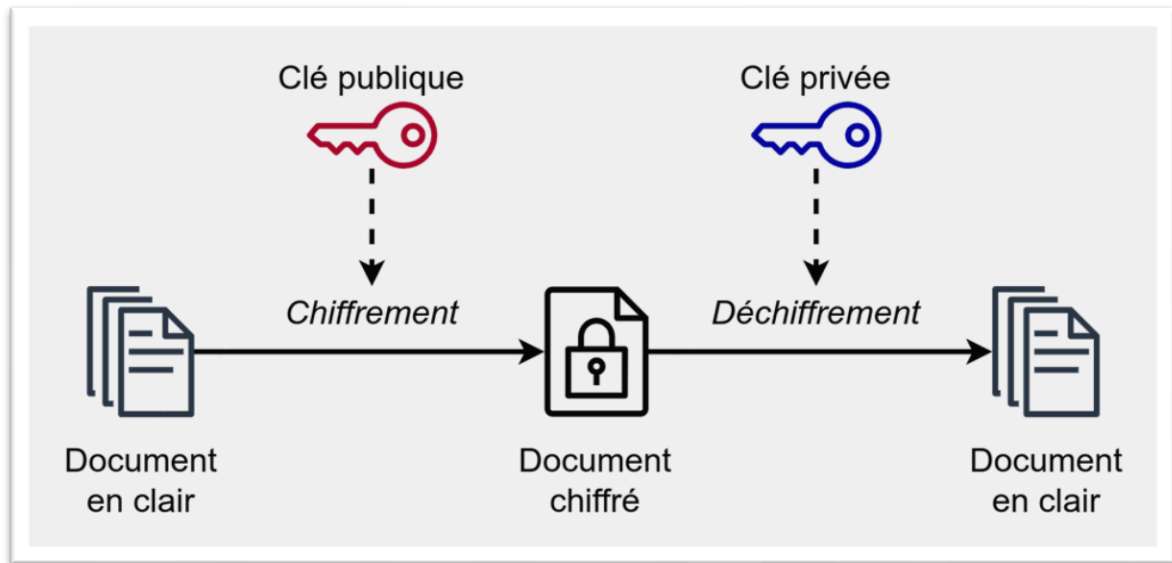 Clé publique
Clé privée
Chiffrement
Déchiffrement
Document
en clair
Document
chiffré
Document
en clair